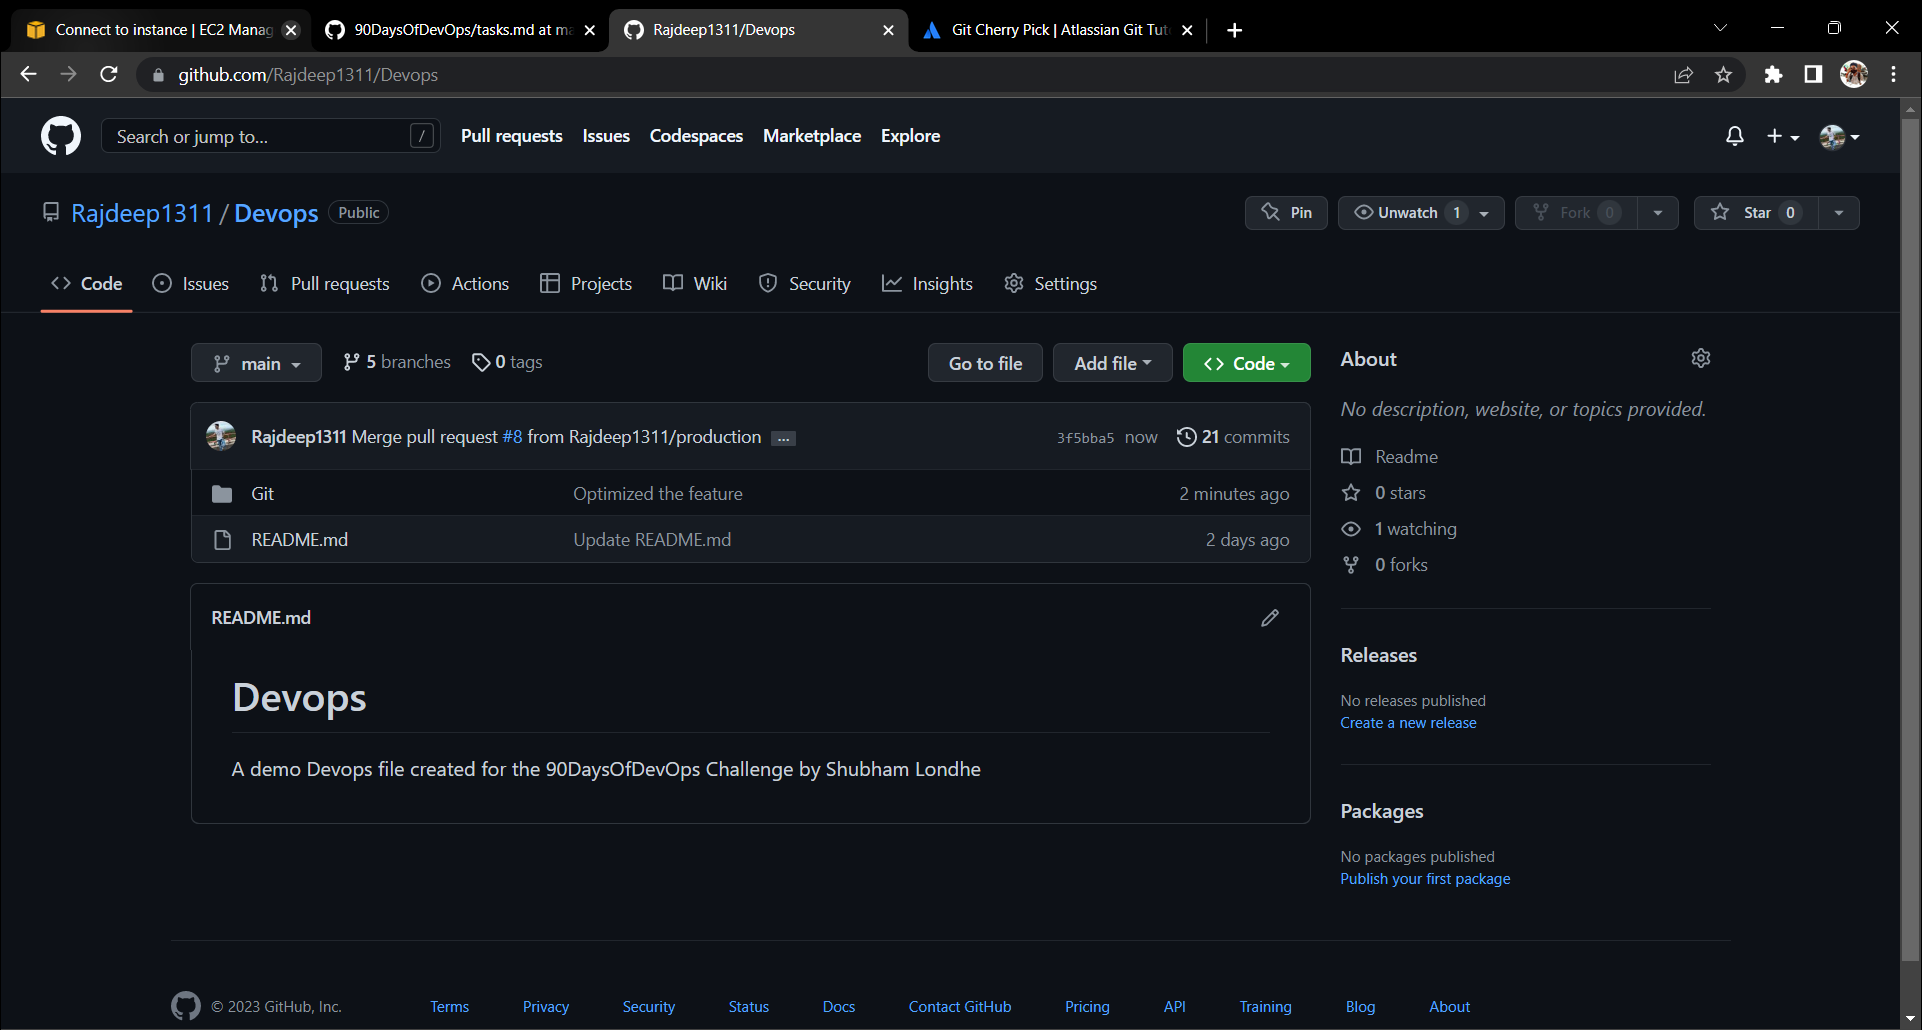 Connect to instance | EC2 Manag
90DaysOfDevOps/tasks.md at ma
Rajdeep1311/Devops
Git Cherry Pick | Atlassian Git Tut
github.com/Rajdeep1311/Devops
Search or jump to...
/
Pull requests
Issues
Codespaces
Marketplace
Explore
Rajdeep1311 / Devops
Public
Pin
Unwatch 1
Fork 0
Star 0
Code
Issues
Pull requests
Actions
Projects
Wiki
Security
Insights
Settings
main
5 branches
0 tags
Go to file
Add file
Code
Rajdeep1311 Merge pull request #8 from Rajdeep1311/production ...
3f5bba5 now
21 commits
Git
Optimized the feature
2 minutes ago
README.md
Update README.md
2 days ago
README.md
Devops
A demo Devops file created for the 90DaysOfDevOps Challenge by Shubham Londhe
About
No description, website, or topics provided.
Readme
0 stars
1 watching
0 forks
Releases
No releases published
Create a new release
Packages
No packages published
Publish your first package
© 2023 GitHub, Inc.
Terms
Privacy
Security
Status
Docs
Contact GitHub
Pricing
API
Training
Blog
About